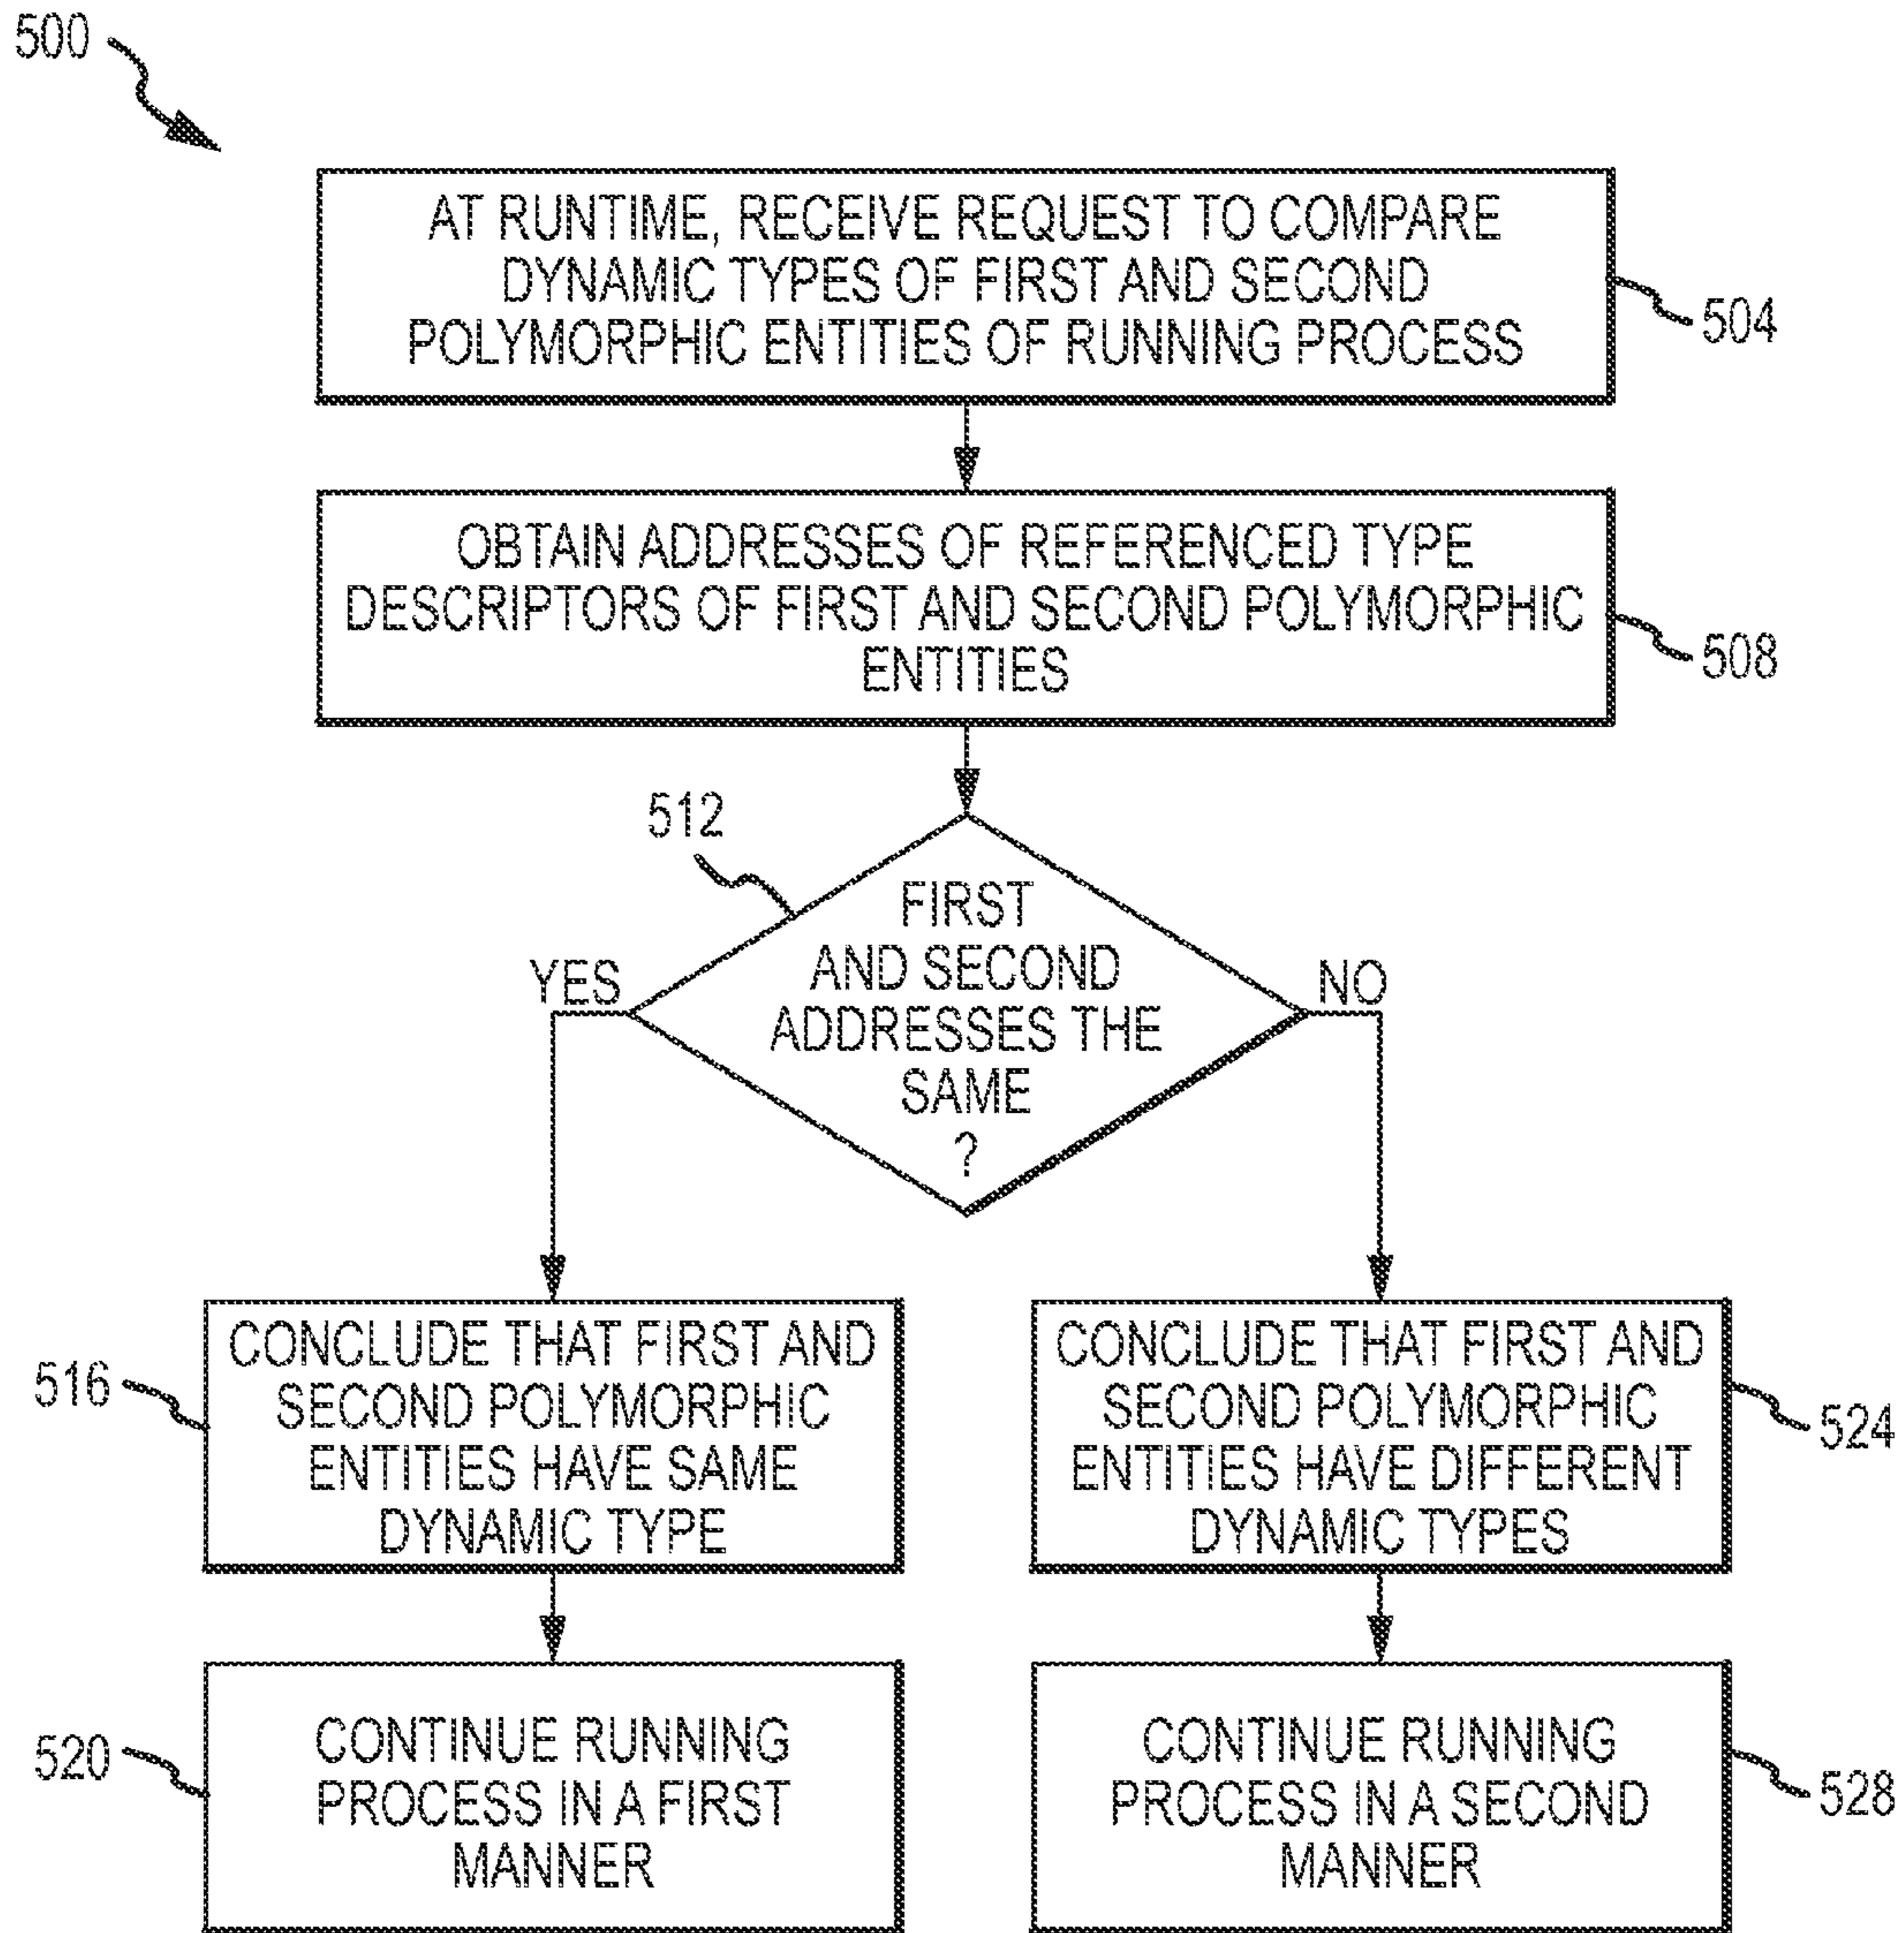 500
AT RUNTIME, RECEIVE REQUEST TO COMPARE
DYNAMIC TYPES OF FIRST AND SECOND
POLYMORPHIC ENTITIES OF RUNNING PROCESS
504
OBTAIN ADDRESSES OF REFERENCED TYPE
DESCRIPTORS OF FIRST AND SECOND POLYMORPHIC
ENTITIES
508
512
FIRST
AND SECOND
ADDRESSES THE
SAME
?
YES
NO
CONCLUDE THAT FIRST AND
SECOND POLYMORPHIC
ENTITIES HAVE SAME
DYNAMIC TYPE
516
CONCLUDE THAT FIRST AND
SECOND POLYMORPHIC
ENTITIES HAVE DIFFERENT
DYNAMIC TYPES
524
CONTINUE RUNNING
PROCESS IN A FIRST
MANNER
520
CONTINUE RUNNING
PROCESS IN A SECOND
MANNER
528